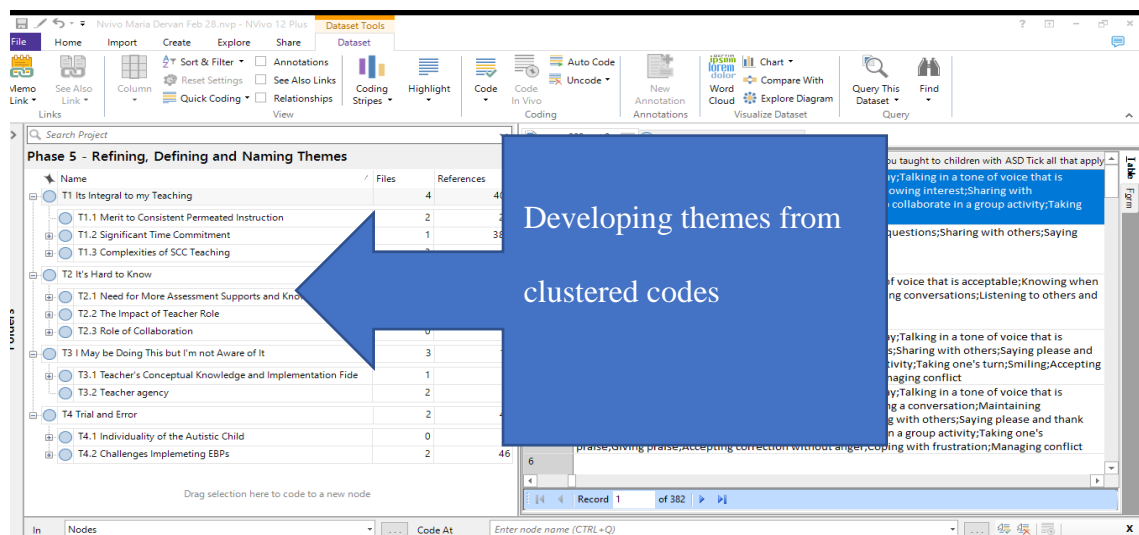 Nvivo Maria Dervan Feb 28.nvp - NVivo 12 Plus
Dataset Tools
File Home Import Create Explore Share Dataset
Memo Link
See Also Link
Links
Column
Sort & Filter
Reset Settings
Quick Coding
Annotations
See Also Links
Relationships
View
Coding Stripes
Highlight
Code
Code In Vivo
Auto Code
Uncode
Coding
New Annotation
Annotations
Word Cloud
Chart
Compare With
Explore Diagram
Visualize Dataset
Query This Dataset
Find
Query
Search Project
Phase 5 - Refining, Defining and Naming Themes
Name Files References
T1 Its Integral to my Teaching 4
T1.1 Merit to Consistent Permeated Instruction 2
T1.2 Significant Time Commitment 1 38
T1.3 Complexities of SCC Teaching
T2 It's Hard to Know
T2.1 Need for More Assessment Supports and
T2.2 The Impact of Teacher Role
T2.3 Role of Collaboration 0
T3 I May be Doing This but I'm not Aware of It 3
T3.1 Teacher's Conceptual Knowledge and Implementation Fide 1
T3.2 Teacher agency 2
T4 Trial and Error 2
T4.1 Individuality of the Autistic Child 0
T4.2 Challenges Implemeting EBPs 2 46
Drag selection here to code to a new node
Folders
Developing themes from
clustered codes
ou taught to children with ASD Tick all that apply
ay;Talking in a tone of voice that is
owing interest;Sharing with
collaborate in a group activity;Taking
questions;Sharing with others;Saying
of voice that is acceptable;Knowing when
ng conversations;Listening to others and
ay;Talking in a tone of voice that is
s;Sharing with others;Saying please and
tivity;Taking one's turn;Smiling;Accepting
naging conflict
ay;Talking in a tone of voice that is
ng a conversation;Maintaining
g with others;Saying please and thank
n a group activity;Taking one's
praise;Giving praise;Accepting correction without anger;Coping with frustration;Managing conflict
6
Table
Form
Record 1 of 382
In Nodes ... Code At Enter node name (CTRL+Q) ... X